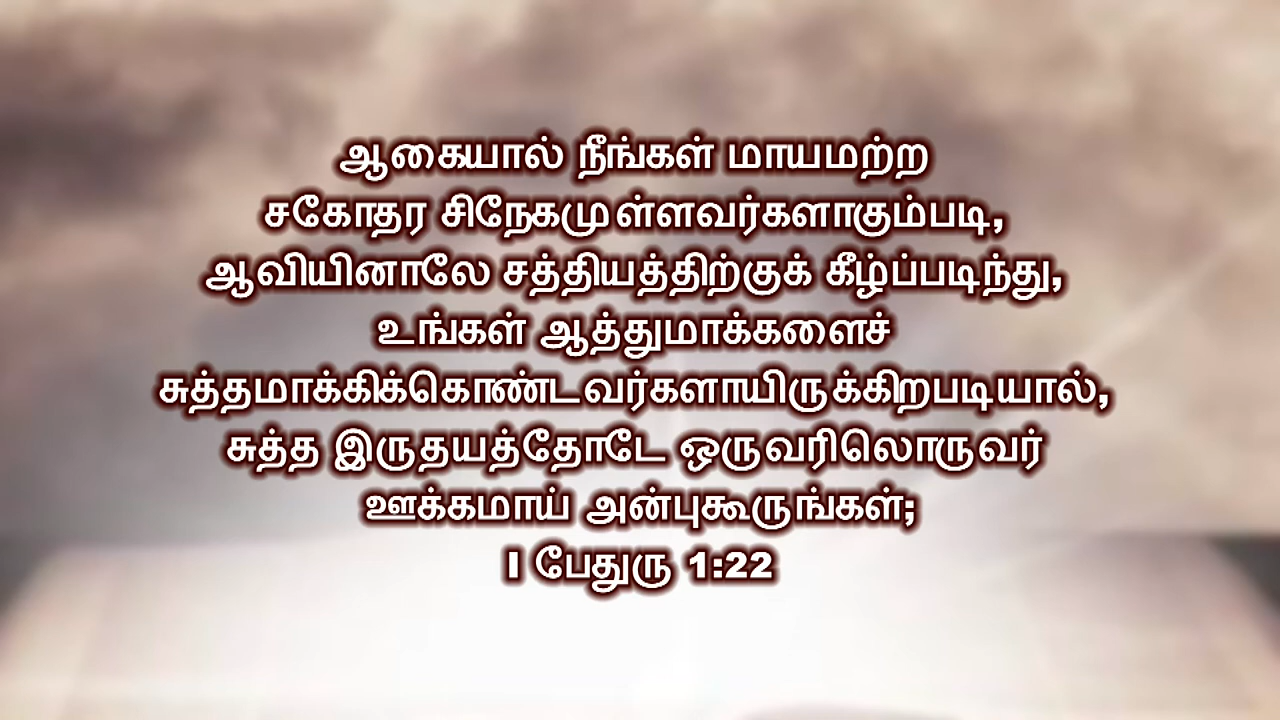 ஆகையால் நீங்கள் மாயமற்ற
சகோதர சிநேகமுள்ளவர்களாகும்படி,
ஆவியினாலே சத்தியத்திற்குக் கீழ்ப்படிந்து,
உங்கள் ஆத்துமாக்களைச்
சுத்தமாக்கிக்கொண்டவர்களாயிருக்கிறபடியால்,
சுத்த இருதயத்தோடே ஒருவரிலொருவர்
ஊக்கமாய் அன்புகூருங்கள்;
I பேதுரு 1:22